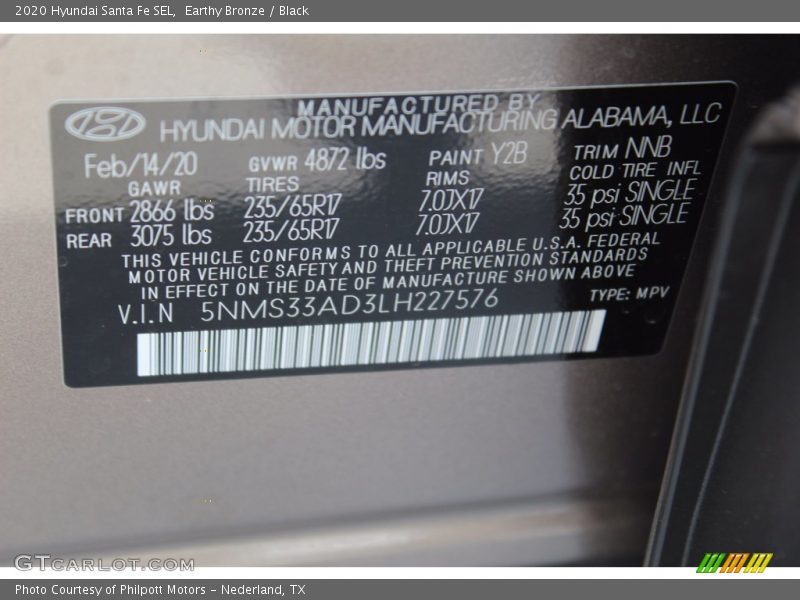 2020 Hyundai Santa Fe SEL, Earthy Bronze / Black
MANUFACTURED BY
HYUNDAI MOTOR MANUFACTURING ALABAMA, LLC
Feb/14/20 GVWR 4872 lbs PAINT Y2B TRIM NNB
GAWR TIRES RIMS COLD TIRE INFL
FRONT 2866 lbs 235/65R17 7.0JX17 35 psi SINGLE
REAR 3075 lbs 235/65R17 7.0JX17 35 psi SINGLE
THIS VEHICLE CONFORMS TO ALL APPLICABLE U.S.A. FEDERAL
MOTOR VEHICLE SAFETY AND THEFT PREVENTION STANDARDS
IN EFFECT ON THE DATE OF MANUFACTURE SHOWN ABOVE
V.I.N 5NMS33AD3LH227576 TYPE: MPV
GTCARLOT.COM
Photo Courtesy of Philpott Motors - Nederland, TX